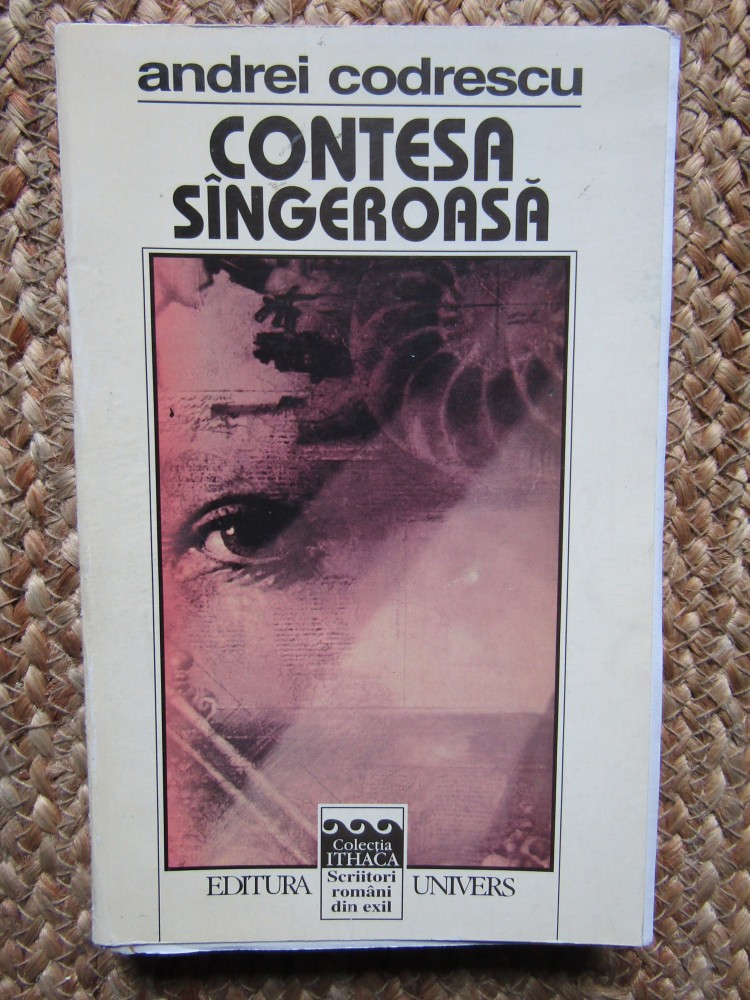 andrei codrescu
CONTESA
SÎNGEROASĂ
Colecția
ITHACA
Scriitori
români
din exil
EDITURA UNIVERS